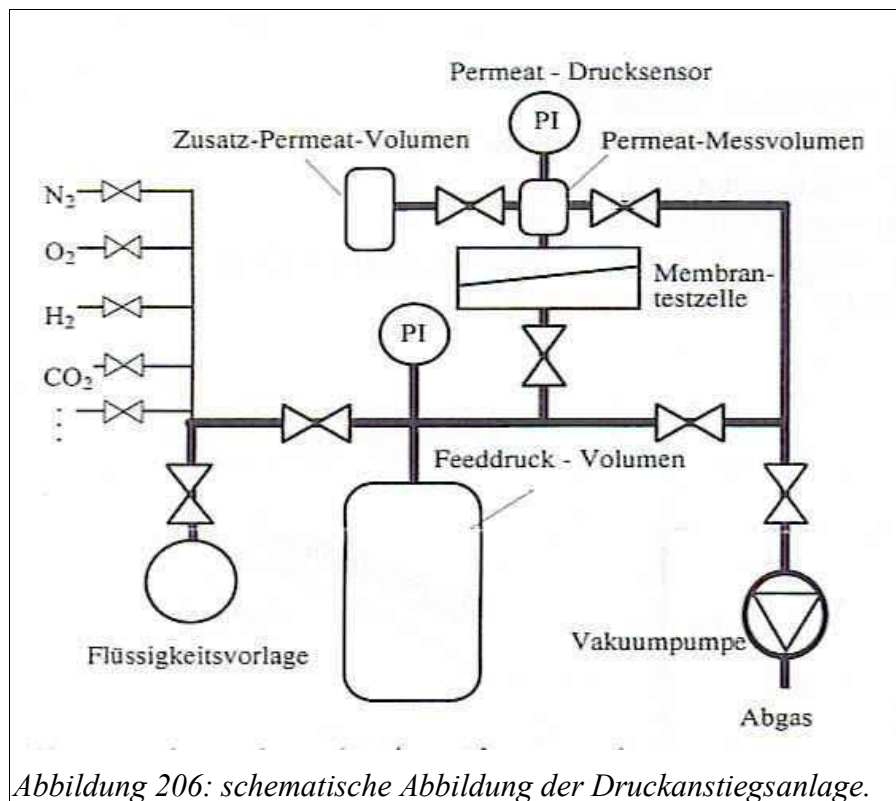 Permeat - Drucksensor
PI
Zusatz-Permeat-Volumen
Permeat-Messvolumen
N₂
O₂
H₂
CO₂
⋮
Membran-
testzelle
PI
Feeddruck - Volumen
Flüssigkeitsvorlage
Vakuumpumpe
Abgas
Abbildung 206: schematische Abbildung der Druckanstiegsanlage.